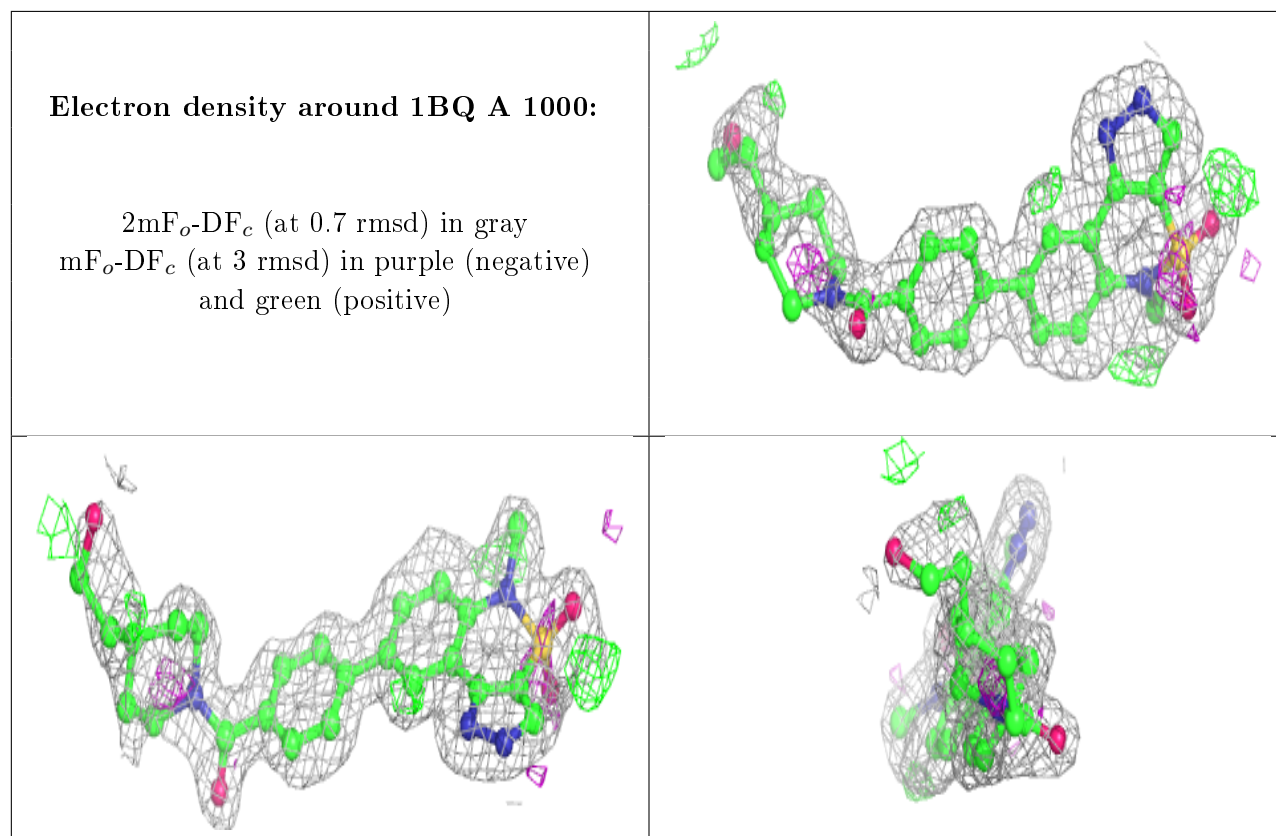 Electron density around 1BQ A 1000:
2mFo-DFc (at 0.7 rmsd) in gray
mFo-DFc (at 3 rmsd) in purple (negative)
and green (positive)